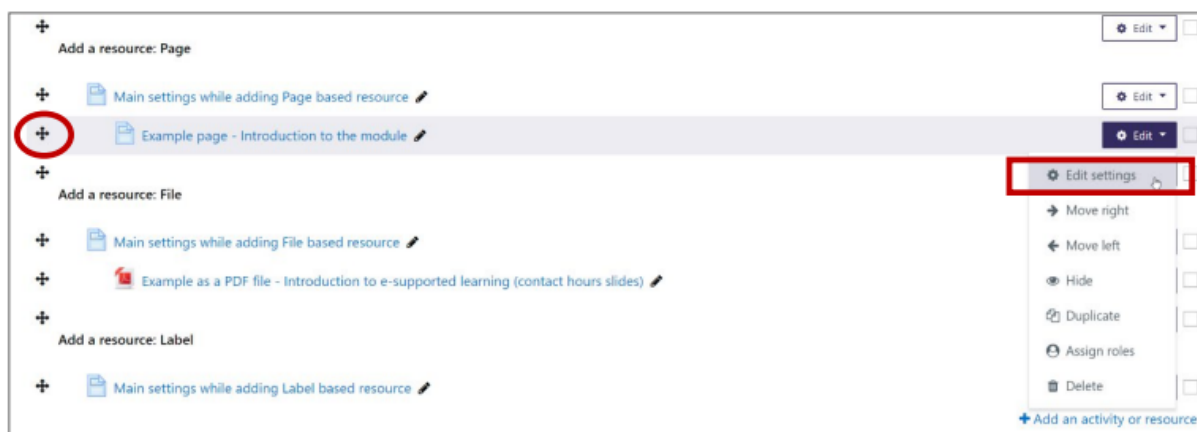 Edit
Add a resource: Page
Main settings while adding Page based resource Edit
Example page - Introduction to the module Edit
Edit settings
Add a resource: File
Move right
Main settings while adding File based resource Move left
Example as a PDF file - Introduction to e-supported learning (contact hours slides) Hide
Duplicate
Add a resource: Label
Assign roles
Main settings while adding Label based resource Delete
Add an activity or resource